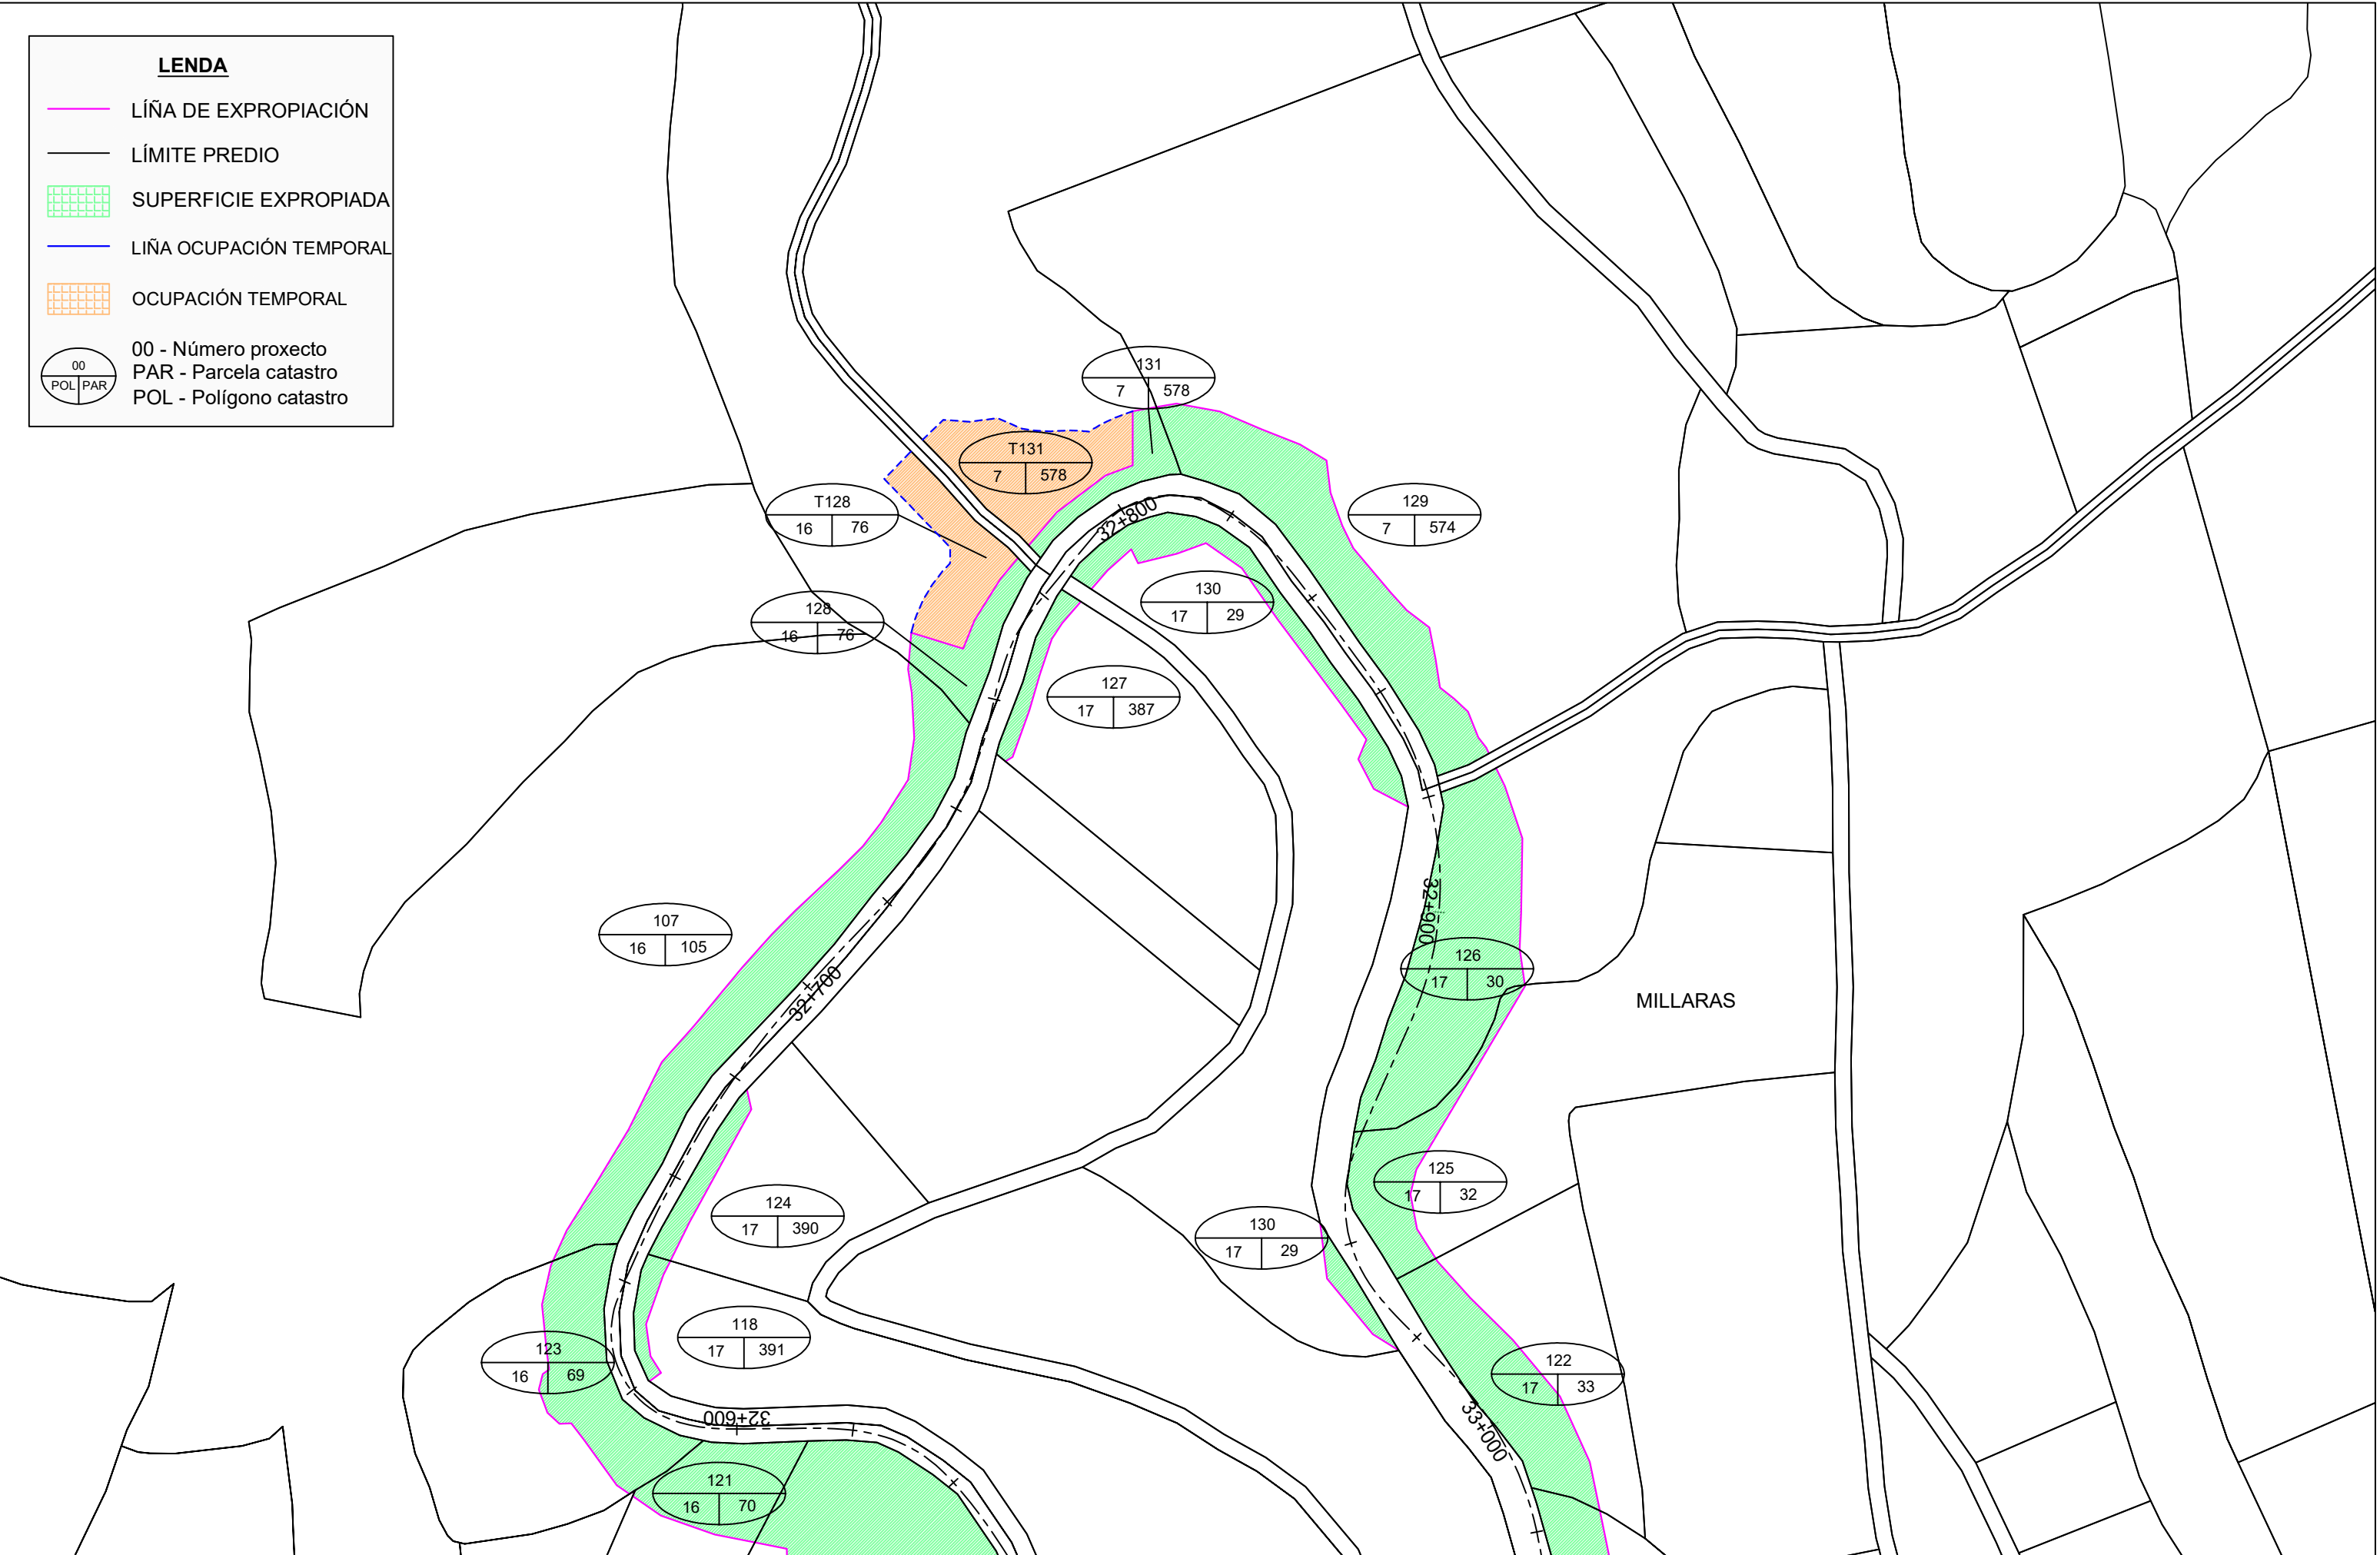 LENDA
LÍÑA DE EXPROPIACIÓN
LÍMITE PREDIO
SUPERFICIE EXPROPIADA
LIÑA OCUPACIÓN TEMPORAL
OCUPACIÓN TEMPORAL
00
POL PAR
00 - Número proxecto
PAR - Parcela catastro
POL - Polígono catastro
131
7 578
T131
7 578
T128
16 76
129
7 574
32+800
130
17 29
128
16 76
127
17 387
107
16 105
32+900
126
17 30
MILLARAS
32+700
125
17 32
124
17 390
130
17 29
118
17 391
123
16 69
122
17 33
32+600
33+000
121
16 70